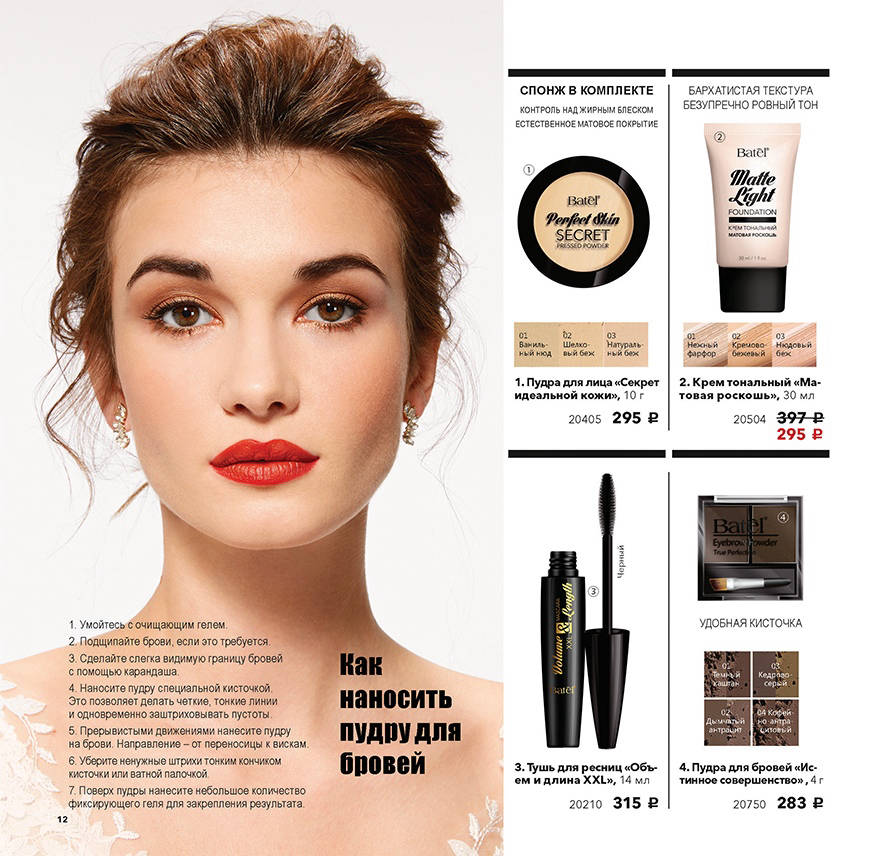 1. Умойтесь с очищающим гелем.
2. Подщипайте брови, если это требуется.
3. Сделайте слегка видимую границу бровей
с помощью карандаша.
4. Наносите пудру специальной кисточкой.
Это позволяет делать четкие, тонкие линии
и одновременно заштриховывать пустоты.
5. Прерывистыми движениями нанесите пудру
на брови. Направление – от переносицы к вискам.
6. Уберите ненужные штрихи тонким кончиком
кисточки или ватной палочкой.
7. Поверх пудры нанесите небольшое количество
фиксирующего геля для закрепления результата.
Как
наносить
пудру для
бровей
12
СПОНЖ В КОМПЛЕКТЕ
КОНТРОЛЬ НАД ЖИРНЫМ БЛЕСКОМ
ЕСТЕСТВЕННОЕ МАТОВОЕ ПОКРЫТИЕ
1
Batel
Perfect Skin
SECRET
PRESSED POWDER
01
Ваниль-
ный нюд
02
Шелко-
вый беж
03
Натураль-
ный беж
1. Пудра для лица «Секрет
идеальной кожи», 10 г
20405 295 ₽
БАРХАТИСТАЯ ТЕКСТУРА
БЕЗУПРЕЧНО РОВНЫЙ ТОН
2
Batel
Matte
Light
FOUNDATION
КРЕМ ТОНАЛЬНЫЙ
МАТОВАЯ РОСКОШЬ
30 ml / 1 fl.oz.
01
Нежный
фарфор
02
Кремово-
бежевый
03
Нюдовый
беж
2. Крем тональный «Ма-
товая роскошь», 30 мл
20504 397 ₽
295 ₽
Черный
3
Volume &
XXL Length
MASCARA
Batel
3. Тушь для ресниц «Объ-
ем и длина XXL», 14 мл
20210 315 ₽
4
Batel
Eyebrow Powder
True Perfection
УДОБНАЯ КИСТОЧКА
01
Темный
каштан
03
Кедрово-
серый
02
Дымчатый
антрацит
04 Корей-
но-антра-
цитовый
4. Пудра для бровей «Ис-
тинное совершенство», 4 г
20750 283 ₽